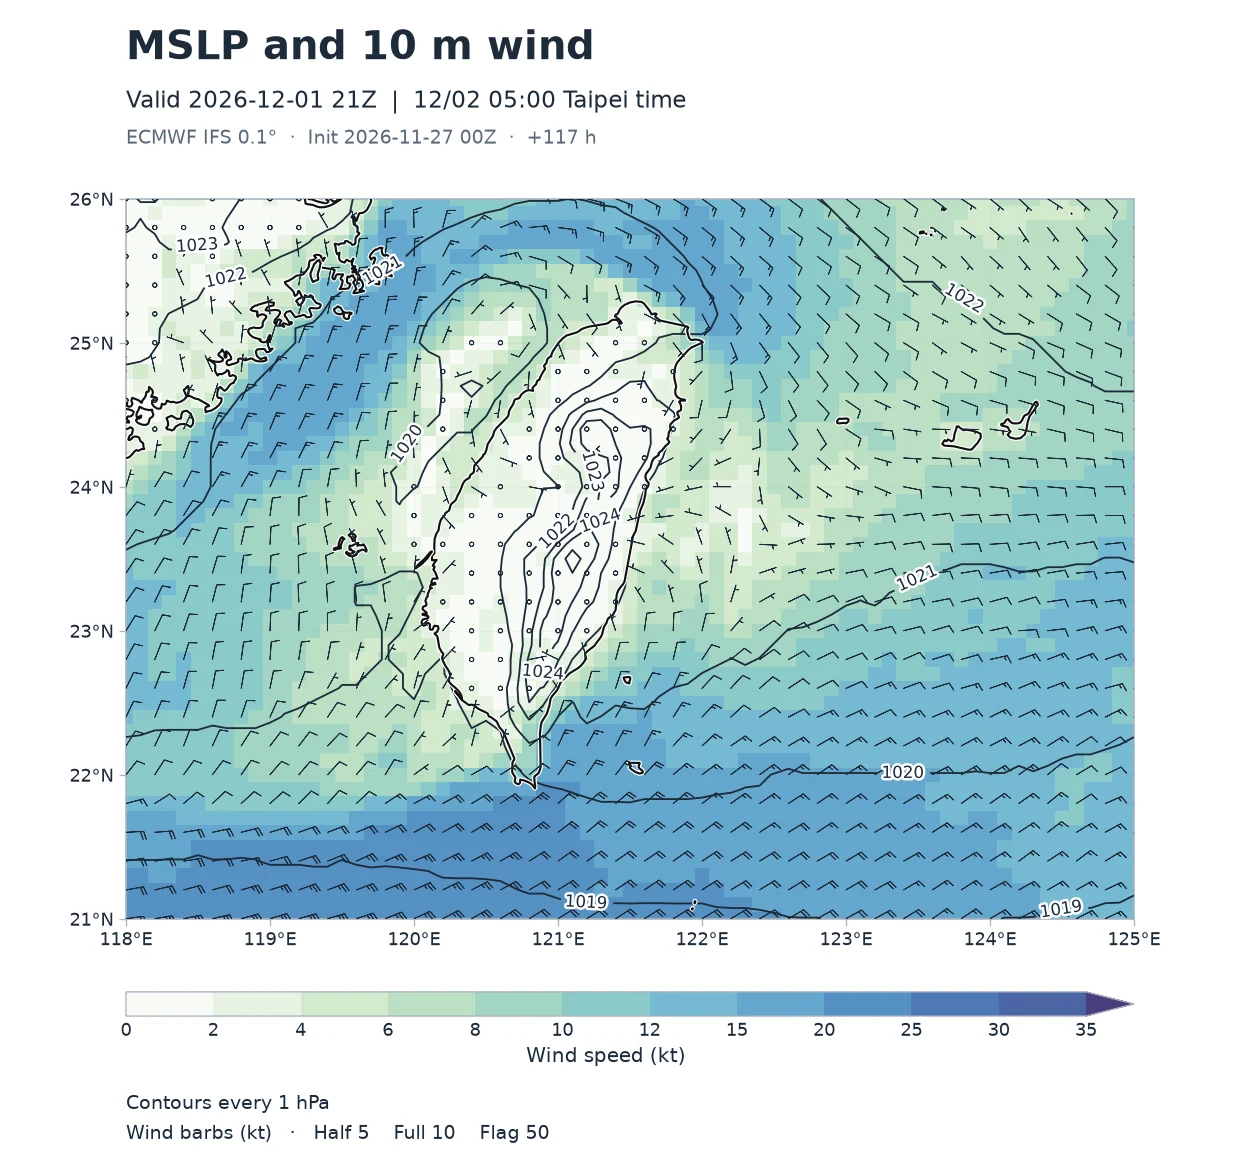 MSLP and 10 m wind
Valid 2026-12-01 21Z | 12/02 05:00 Taipei time
ECMWF IFS 0.1° · Init 2026-11-27 00Z · +117 h
26°N
25°N
24°N
23°N
22°N
21°N
1023
1022
1021
1022
1020
1023
1022
1024
1021
1024
1020
1019
1019
118°E 119°E 120°E 121°E 122°E 123°E 124°E 125°E
0 2 4 6 8 10 12 15 20 25 30 35
Wind speed (kt)
Contours every 1 hPa
Wind barbs (kt) · Half 5 Full 10 Flag 50